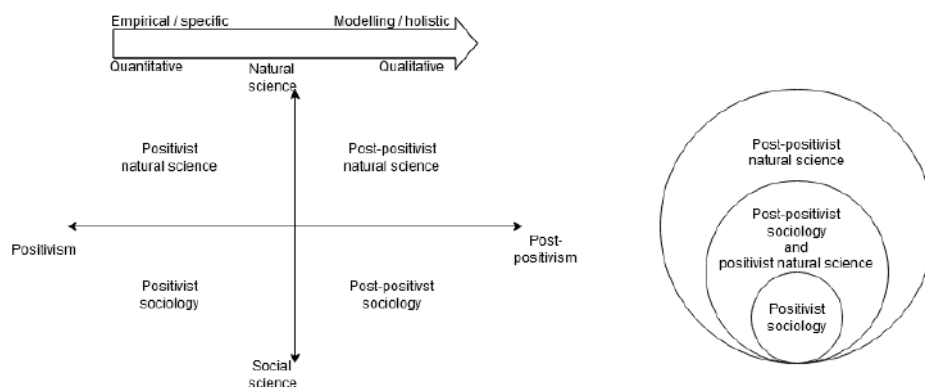 Empirical / specific
Modelling / holistic
Quantitative
Qualitative
Natural
science
Positivist
natural science
Post-positivist
natural science
Positivism
Post-
positivism
Positivist
sociology
Post-positivst
sociology
Social
science
Post-positivist
natural science
Post-positivist
sociology
and
positivist natural science
Positivist
sociology